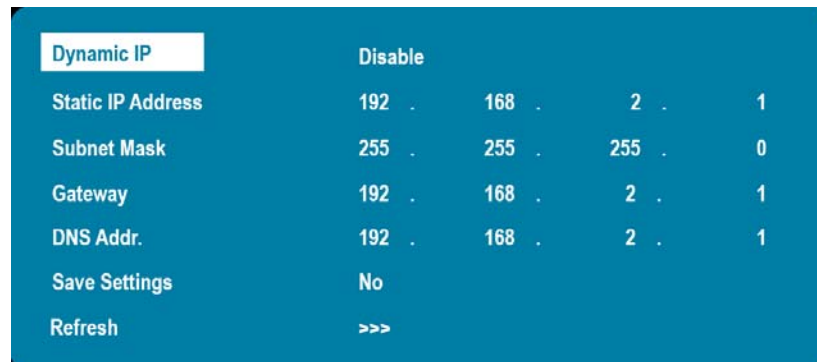 Dynamic IP Disable
Static IP Address 192 . 168 . 2 . 1
Subnet Mask 255 . 255 . 255 . 0
Gateway 192 . 168 . 2 . 1
DNS Addr. 192 . 168 . 2 . 1
Save Settings No
Refresh >>>